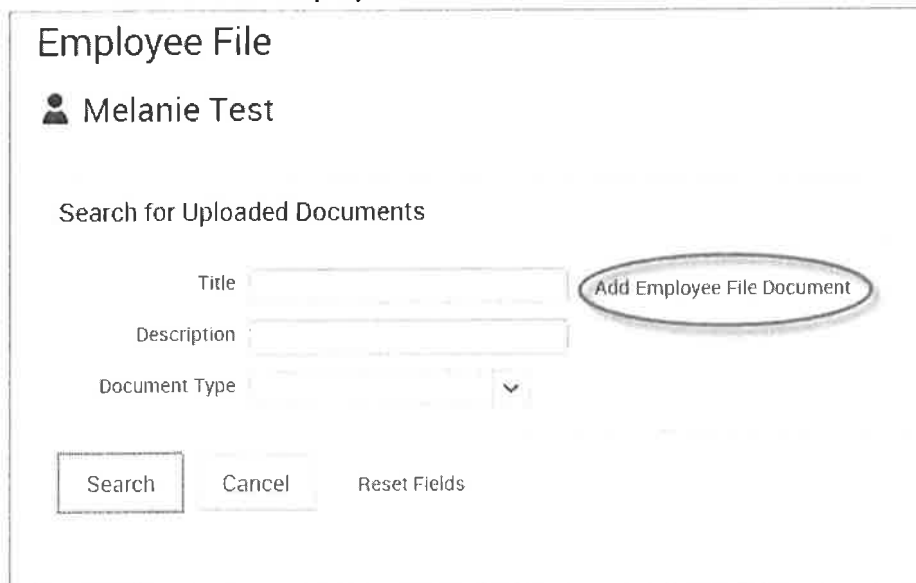 Employee File
Melanie Test
Search for Uploaded Documents
Title
Add Employee File Document
Description
Document Type
Search Cancel Reset Fields